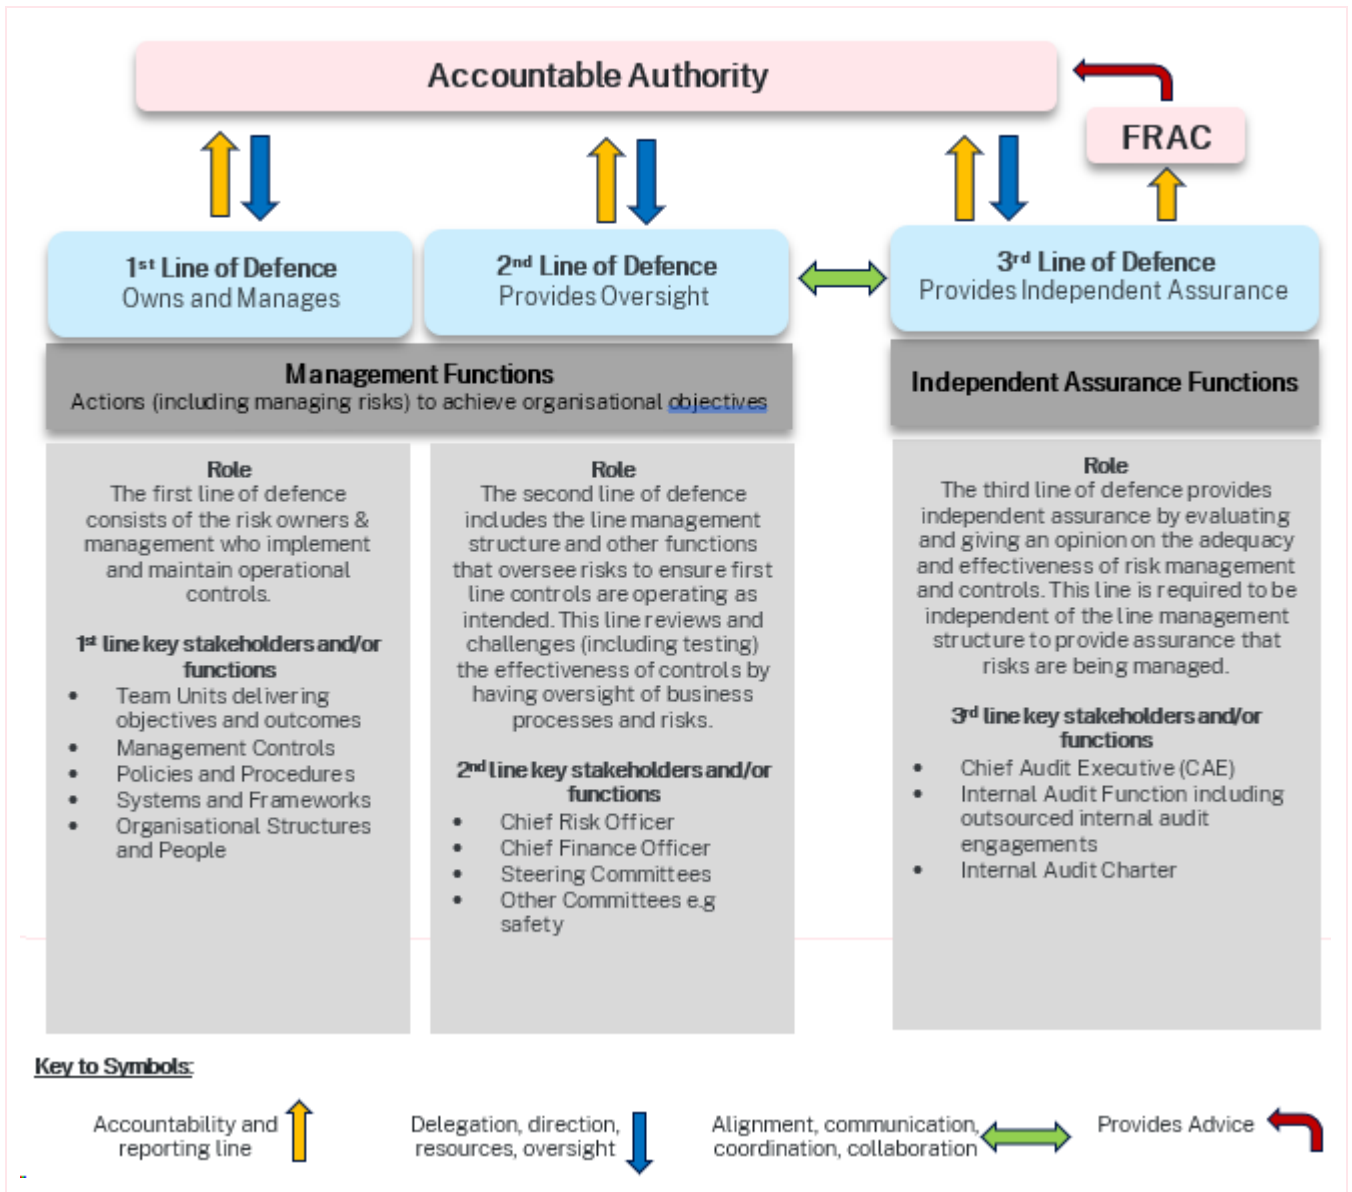 Accountable Authority
FRAC
1st Line of Defence
Owns and Manages
2nd Line of Defence
Provides Oversight
3rd Line of Defence
Provides Independent Assurance
Management Functions
Actions (including managing risks) to achieve organisational objectives
Independent Assurance Functions
Role
The first line of defence
consists of the risk owners &
management who implement
and maintain operational
controls.
1st line key stakeholders and/or
functions
• Team Units delivering
objectives and outcomes
• Management Controls
• Policies and Procedures
• Systems and Frameworks
• Organisational Structures
and People
Role
The second line of defence
includes the line management
structure and other functions
that oversee risks to ensure first
line controls are operating as
intended. This line reviews and
challenges (including testing)
the effectiveness of controls by
having oversight of business
processes and risks.
2nd line key stakeholders and/or
functions
• Chief Risk Officer
• Chief Finance Officer
• Steering Committees
• Other Committees e.g
safety
Role
The third line of defence provides
independent assurance by evaluating
and giving an opinion on the adequacy
and effectiveness of risk management
and controls. This line is required to be
independent of the line management
structure to provide assurance that
risks are being managed.
3rd line key stakeholders and/or
functions
• Chief Audit Executive (CAE)
• Internal Audit Function including
outsourced internal audit
engagements
• Internal Audit Charter
Key to Symbols:
Accountability and
reporting line
Delegation, direction,
resources, oversight
Alignment, communication,
coordination, collaboration
Provides Advice